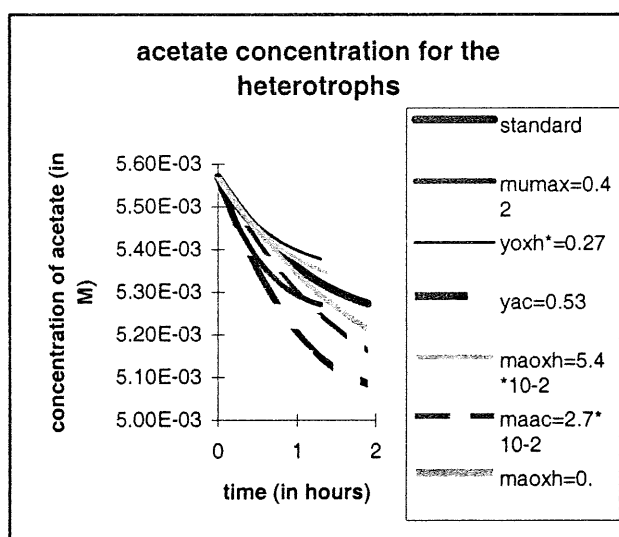 acetate concentration for the
heterotrophs
concentration of acetate (in
M)
5.60E-03
5.50E-03
5.40E-03
5.30E-03
5.20E-03
5.10E-03
5.00E-03
0
1
2
time (in hours)
standard
mumax=0.4
2
yoxh*=0.27
yac=0.53
maoxh=5.4
*10-2
maac=2.7*
10-2
maoxh=0.